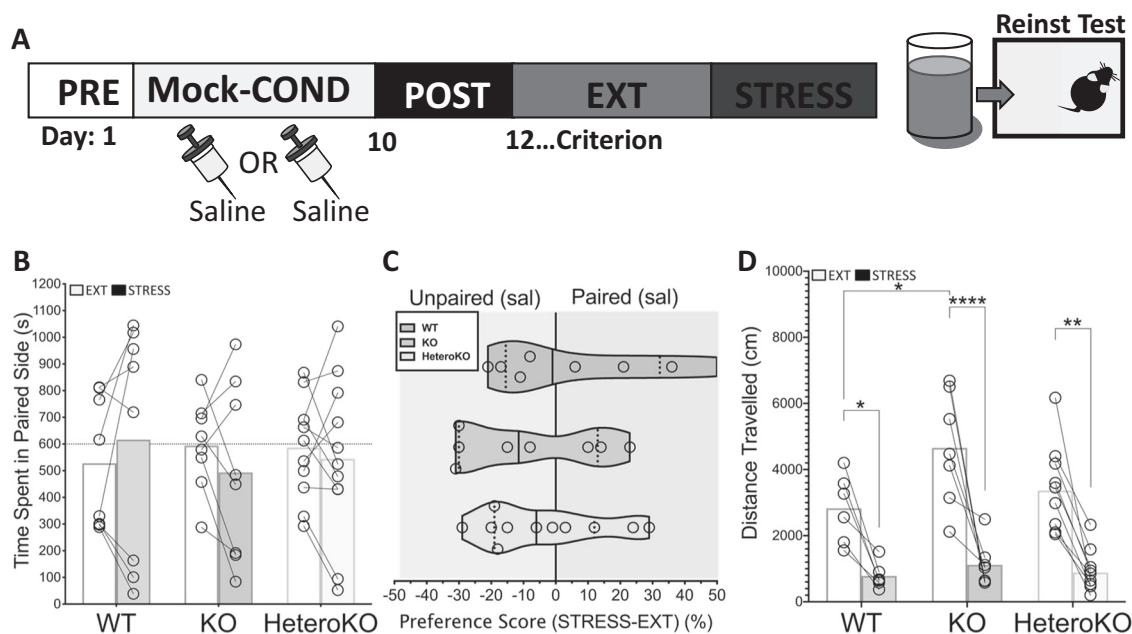 A
Reinst Test
PRE
Mock-COND
POST
EXT
STRESS
Day: 1
10
12...Criterion
OR
Saline
Saline
B
EXT
STRESS
Time Spent in Paired Side (s)
1200
1100
1000
900
800
700
600
500
400
300
200
100
0
WT
KO
HeteroKO
C
Unpaired (sal)
Paired (sal)
WT
KO
HeteroKO
-50 -40 -30 -20 -10 0 10 20 30 40 50
Preference Score (STRESS-EXT) (%)
D
EXT
STRESS
Distance Travelled (cm)
10000
8000
6000
4000
2000
0
*
****
**
*
WT
KO
HeteroKO